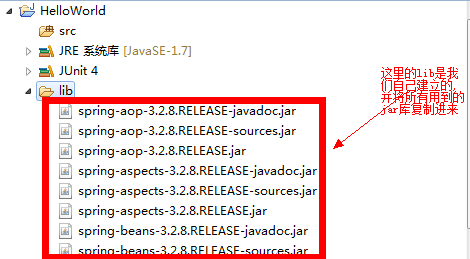 HelloWorld
src
JRE 系统库 [JavaSE-1.7]
JUnit 4
lib
spring-aop-3.2.8.RELEASE-javadoc.jar
spring-aop-3.2.8.RELEASE-sources.jar
spring-aop-3.2.8.RELEASE.jar
spring-aspects-3.2.8.RELEASE-javadoc.jar
spring-aspects-3.2.8.RELEASE-sources.jar
spring-aspects-3.2.8.RELEASE.jar
spring-beans-3.2.8.RELEASE-javadoc.jar
spring-beans-3.2.8.RELEASE-sources.jar
这里的lib是我
们自己建立的,
并将所有用到的
jar库复制进来